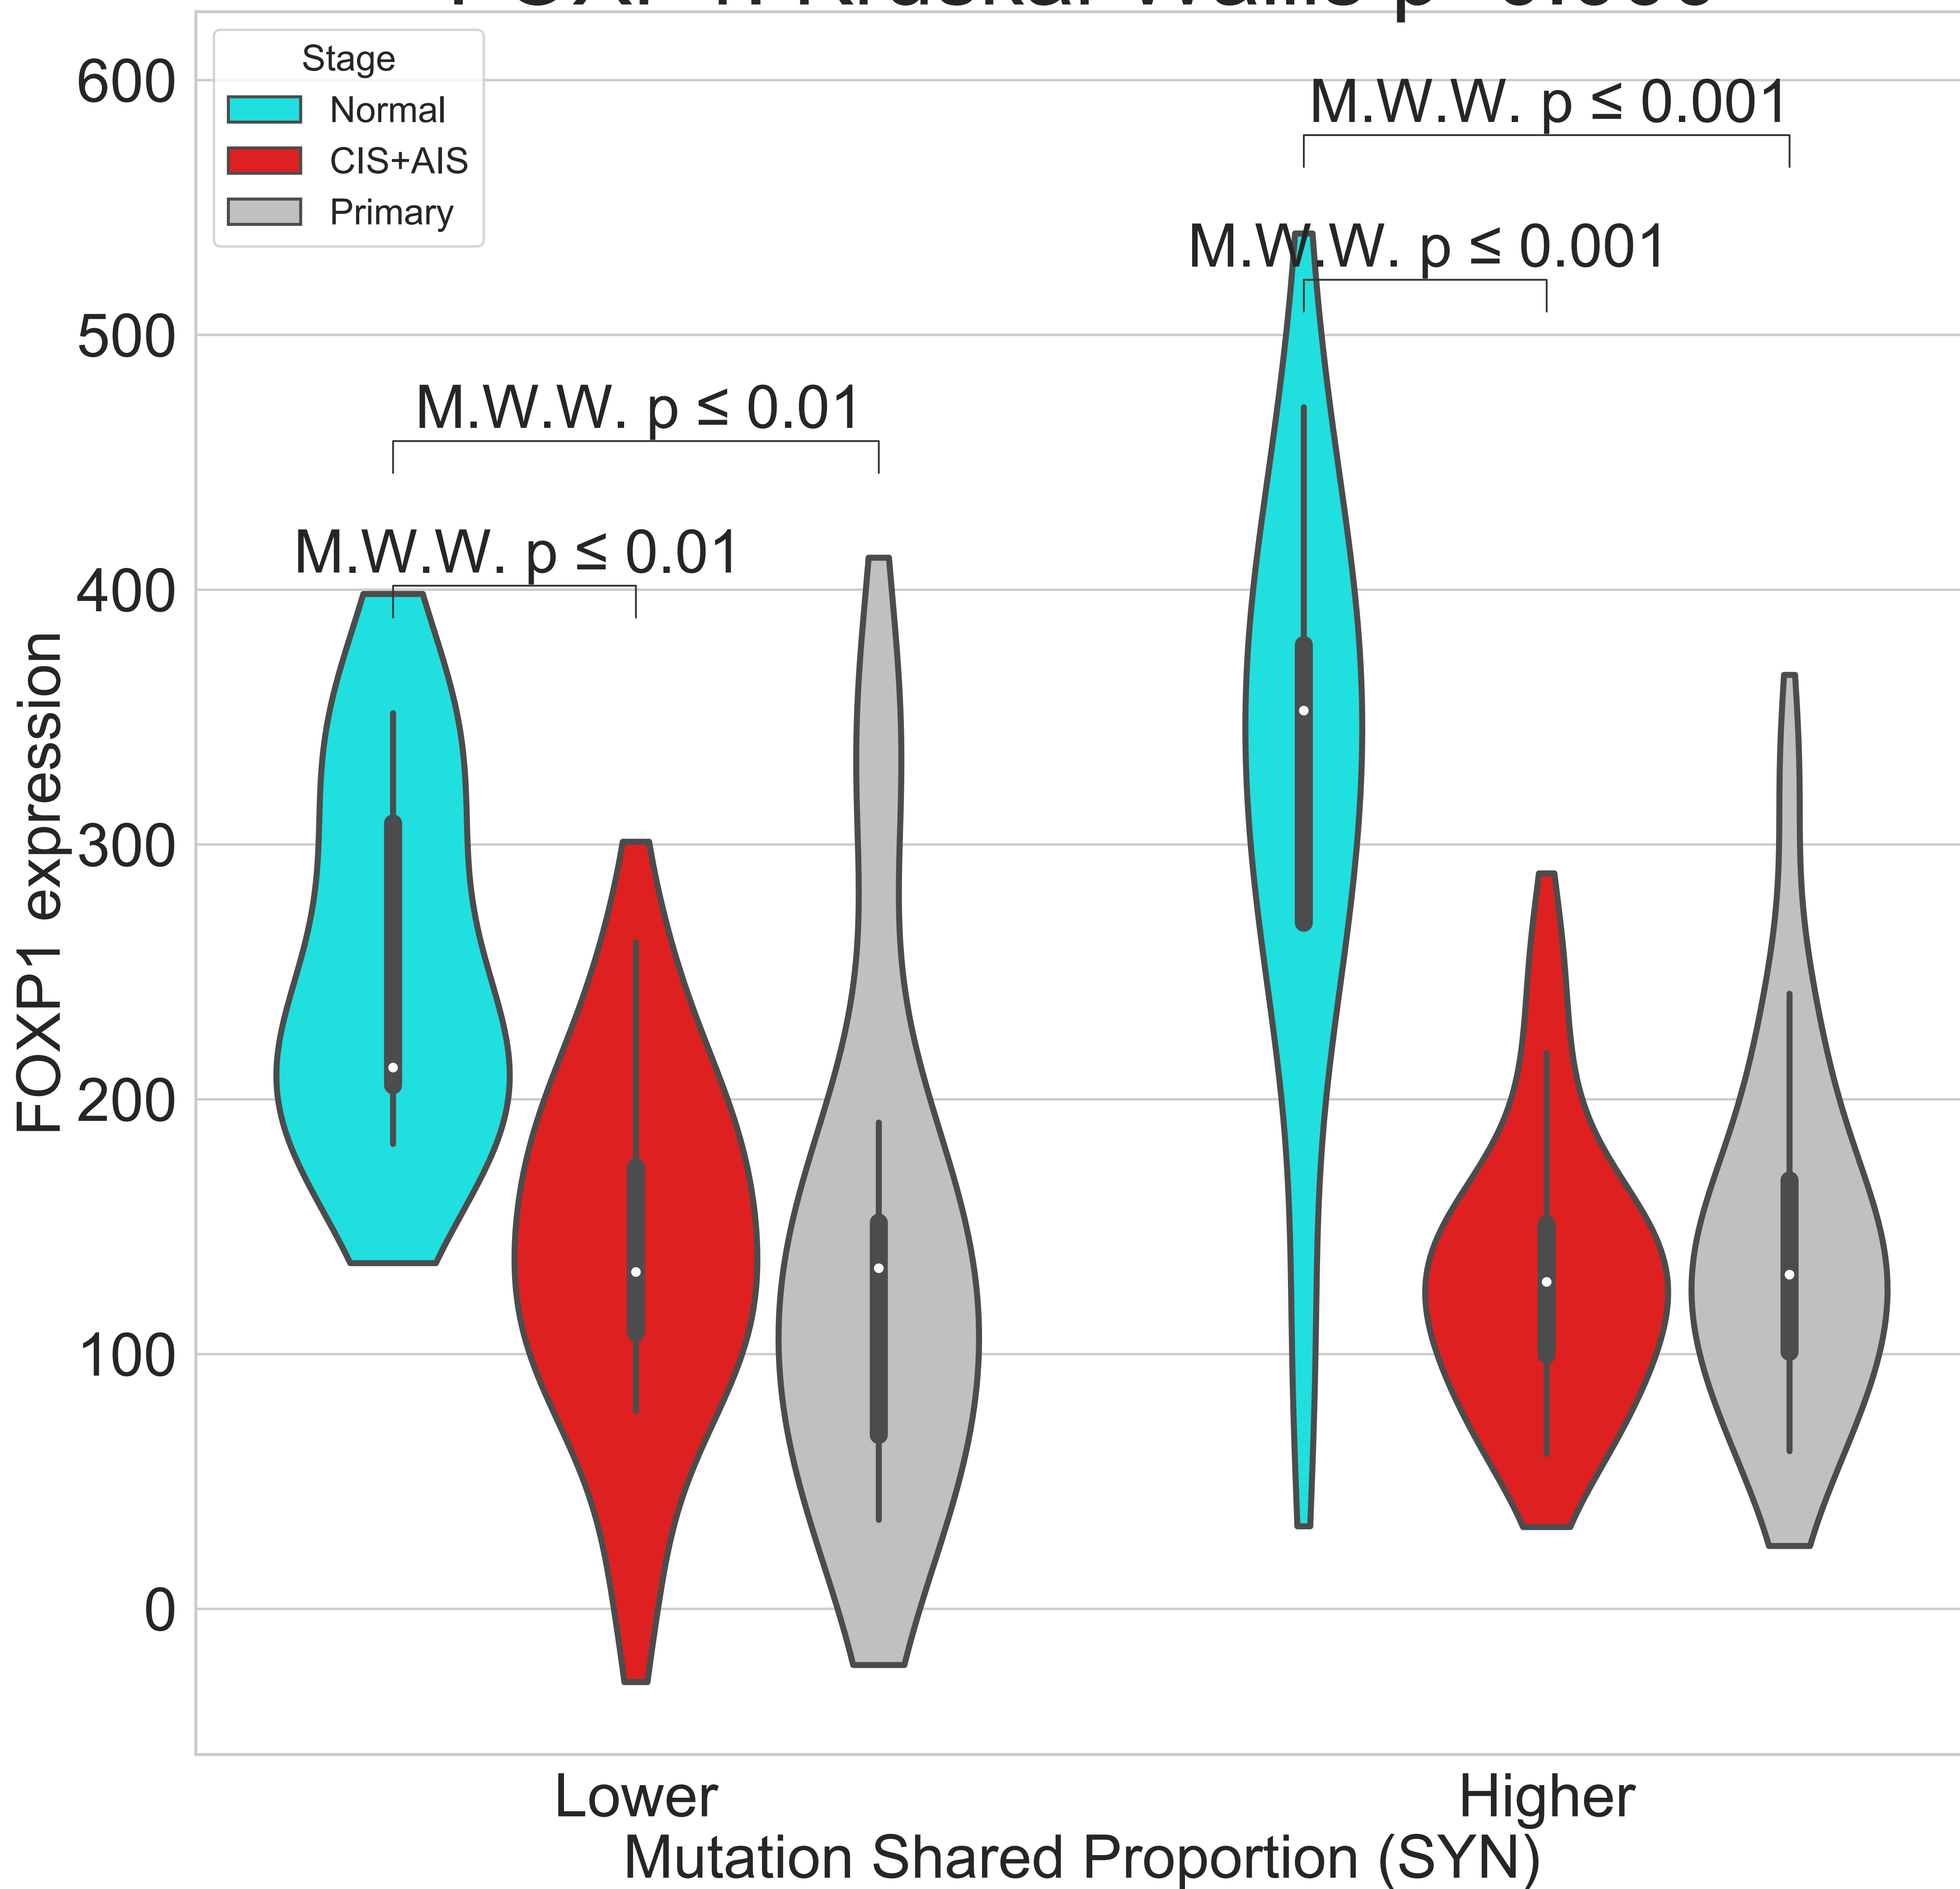 Stage
Normal
CIS+AIS
Primary
600
500
400
300
200
100
0
FOXP1 expression
M.W.W. p ≤ 0.001
M.W.W. p ≤ 0.001
M.W.W. p ≤ 0.01
M.W.W. p ≤ 0.01
Lower
Higher
Mutation Shared Proportion (SYN)